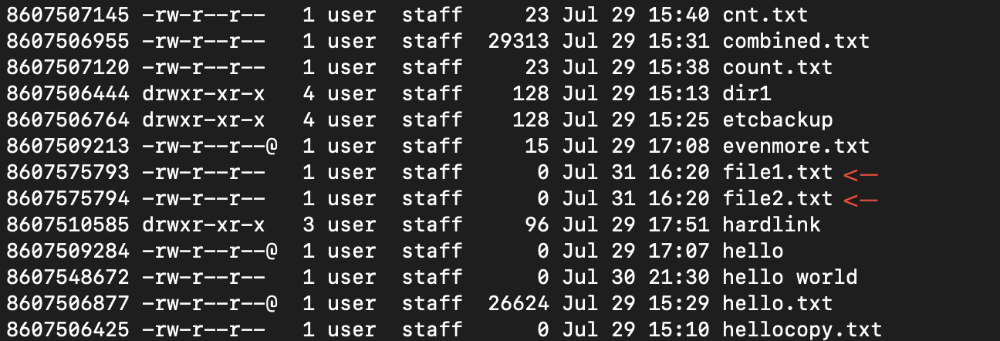 8607507145 -rw-r--r--   1 user  staff     23 Jul 29 15:40 cnt.txt
8607506955 -rw-r--r--   1 user  staff  29313 Jul 29 15:31 combined.txt
8607507120 -rw-r--r--   1 user  staff     23 Jul 29 15:38 count.txt
8607506444 drwxr-xr-x   4 user  staff    128 Jul 29 15:13 dir1
8607506764 drwxr-xr-x   4 user  staff    128 Jul 29 15:25 etcbackup
8607509213 -rw-r--r--@  1 user  staff     15 Jul 29 17:08 evenmore.txt
8607575793 -rw-r--r--   1 user  staff      0 Jul 31 16:20 file1.txt <—
8607575794 -rw-r--r--   1 user  staff      0 Jul 31 16:20 file2.txt <—
8607510585 drwxr-xr-x   3 user  staff     96 Jul 29 17:51 hardlink
8607509284 -rw-r--r--@  1 user  staff      0 Jul 29 17:07 hello
8607548672 -rw-r--r--   1 user  staff      0 Jul 30 21:30 hello world
8607506877 -rw-r--r--@  1 user  staff  26624 Jul 29 15:29 hello.txt
8607506425 -rw-r--r--   1 user  staff      0 Jul 29 15:10 hellocopy.txt